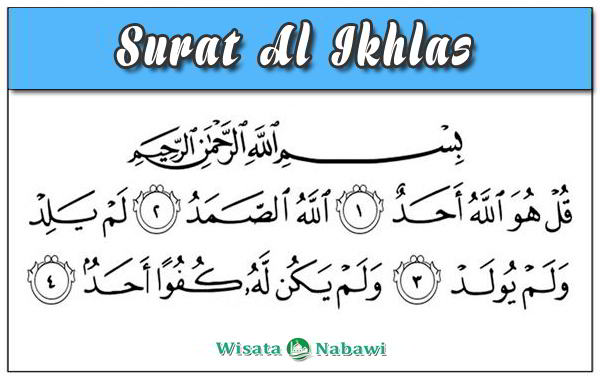 Surat Al Ikhlas
بِسْمِ اللَّهِ الرَّحْمَٰنِ الرَّحِيمِ
قُلْ هُوَ اللَّهُ أَحَدٌ ١ اللَّهُ الصَّمَدُ ٢ لَمْ يَلِدْ
وَلَمْ يُولَدْ ٣ وَلَمْ يَكُن لَّهُۥ كُفُوًا أَحَدٌۢ ٤
Wisata Nabawi